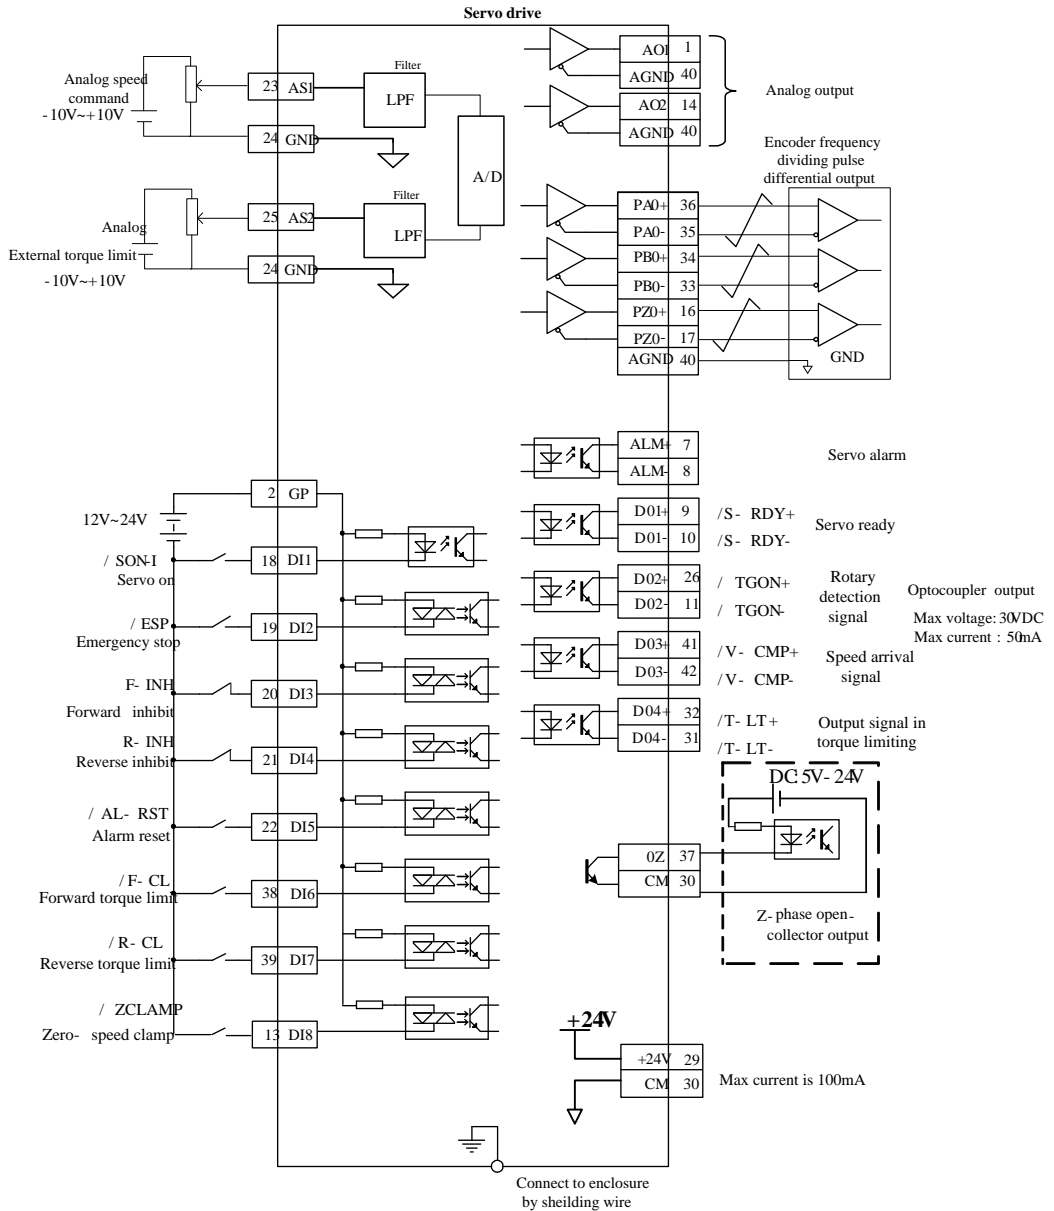 Servo drive
Analog speed
command
-10V~+10V
23 AS1
24 GND
Filter
LPF
A/D
Analog
External torque limit
-10V~+10V
25 AS2
24 GND
Filter
LPF
AO1 1
AGND 40
AO2 14
AGND 40
Analog output
Encoder frequency
dividing pulse
differential output
PA0+ 36
PA0- 35
PB0+ 34
PB0- 33
PZ0+ 16
PZ0- 17
AGND 40
GND
ALM+ 7
ALM- 8
Servo alarm
D01+ 9
D01- 10
/S- RDY+
/S- RDY-
Servo ready
D02+ 26
D02- 11
/ TGON+
/ TGON-
Rotary
detection
signal
Optocoupler output
Max voltage: 30VDC
Max current : 50mA
D03+ 41
D03- 42
/V- CMP+
/V- CMP-
Speed arrival
signal
D04+ 32
D04- 31
/T- LT+
/T- LT-
Output signal in
torque limiting
2 GP
12V~24V
/ SON-I
Servo on
18 DI1
/ ESP
Emergency stop
19 DI2
F- INH
Forward inhibit
20 DI3
R- INH
Reverse inhibit
21 DI4
/ AL- RST
Alarm reset
22 DI5
/ F- CL
Forward torque limit
38 DI6
/ R- CL
Reverse torque limit
39 DI7
/ ZCLAMP
Zero- speed clamp
13 DI8
DC:5V- 24V
0Z 37
CM 30
Z- phase open-
collector output
+24V
+24V 29
CM 30
Max current is 100mA
Connect to enclosure
by sheilding wire